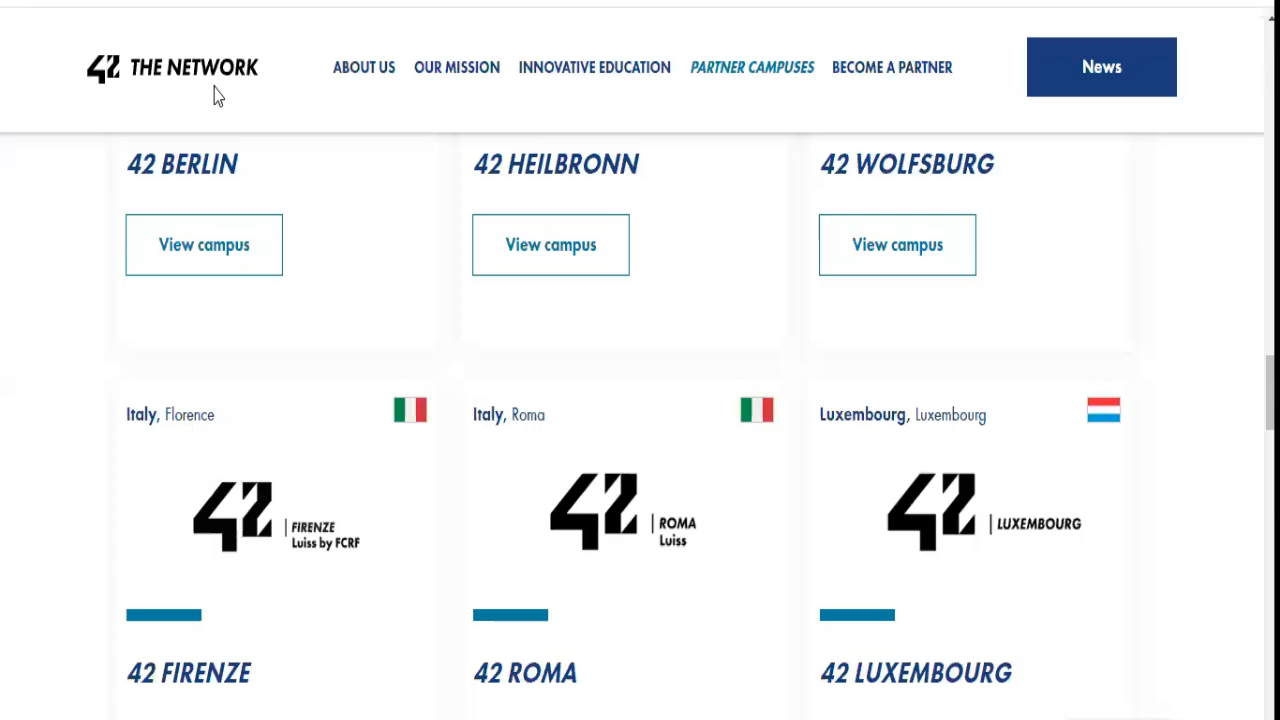 42 THE NETWORK
ABOUT US OUR MISSION INNOVATIVE EDUCATION PARTNER CAMPUSES BECOME A PARTNER News
42 BERLIN 42 HEILBRONN 42 WOLFSBURG
View campus View campus View campus
Italy, Florence Italy, Roma Luxembourg, Luxembourg
42 | FIRENZE
Luiss by FCRF
42 | ROMA
Luiss
42 | LUXEMBOURG
42 FIRENZE 42 ROMA 42 LUXEMBOURG